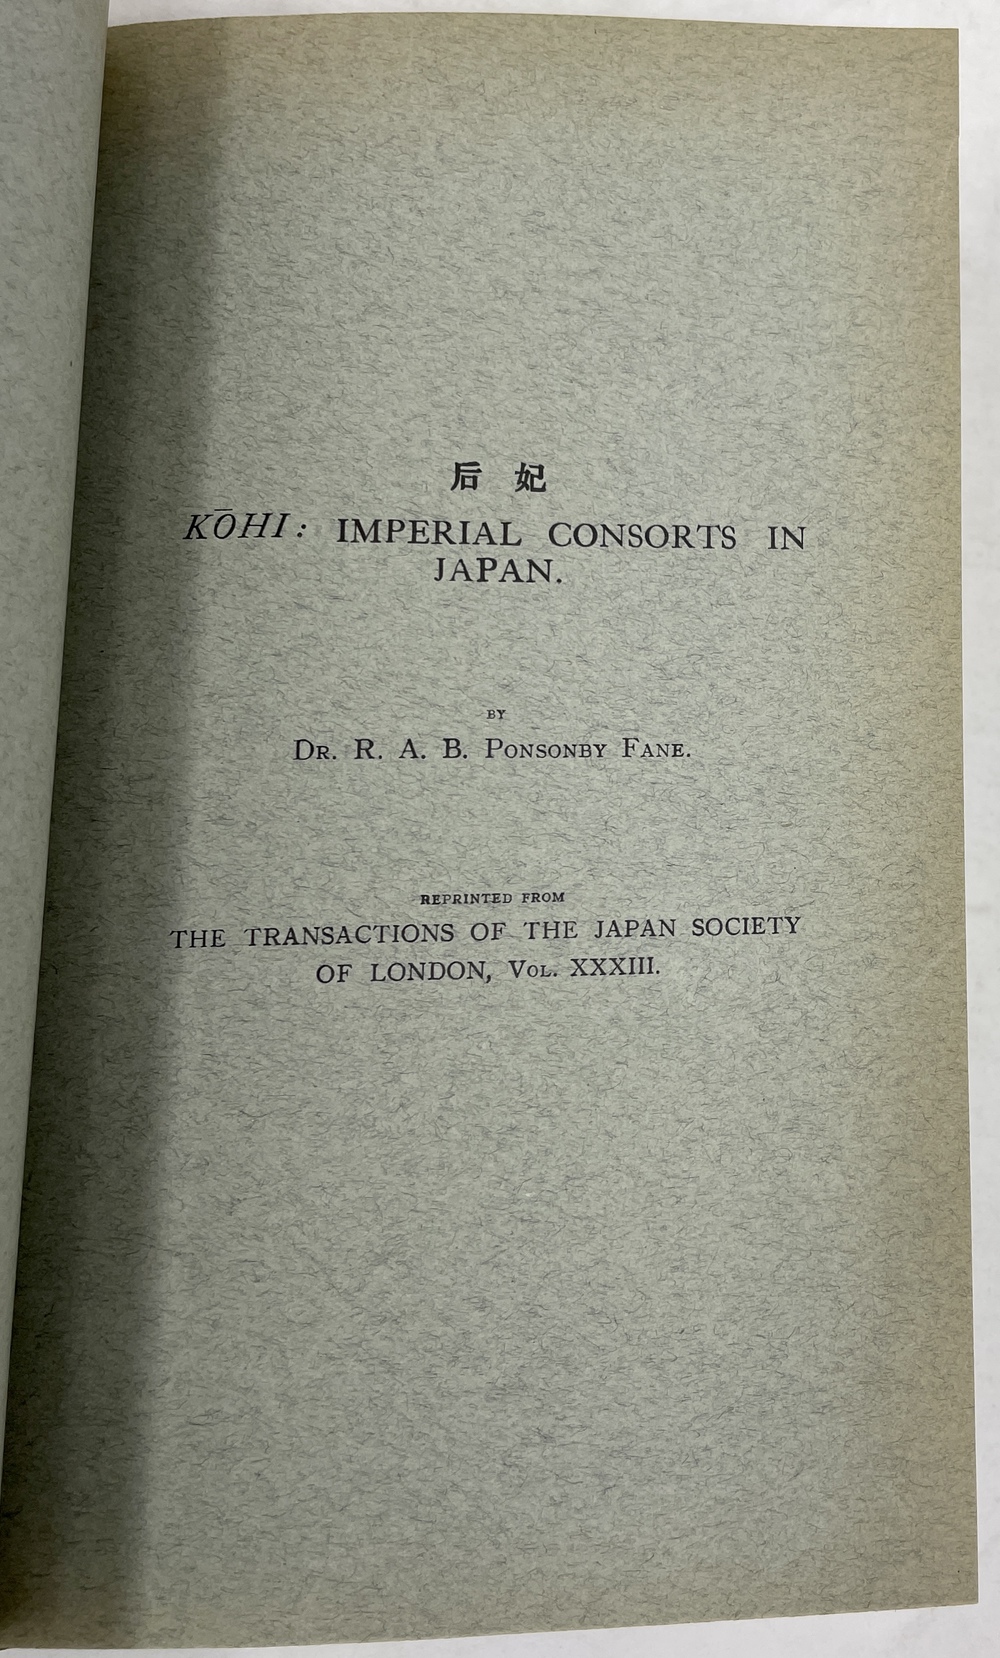 后 妃
KŌHI: IMPERIAL CONSORTS IN
JAPAN.
BY
DR. R. A. B. PONSONBY FANE.
REPRINTED FROM
THE TRANSACTIONS OF THE JAPAN SOCIETY
OF LONDON, VOL. XXXIII.